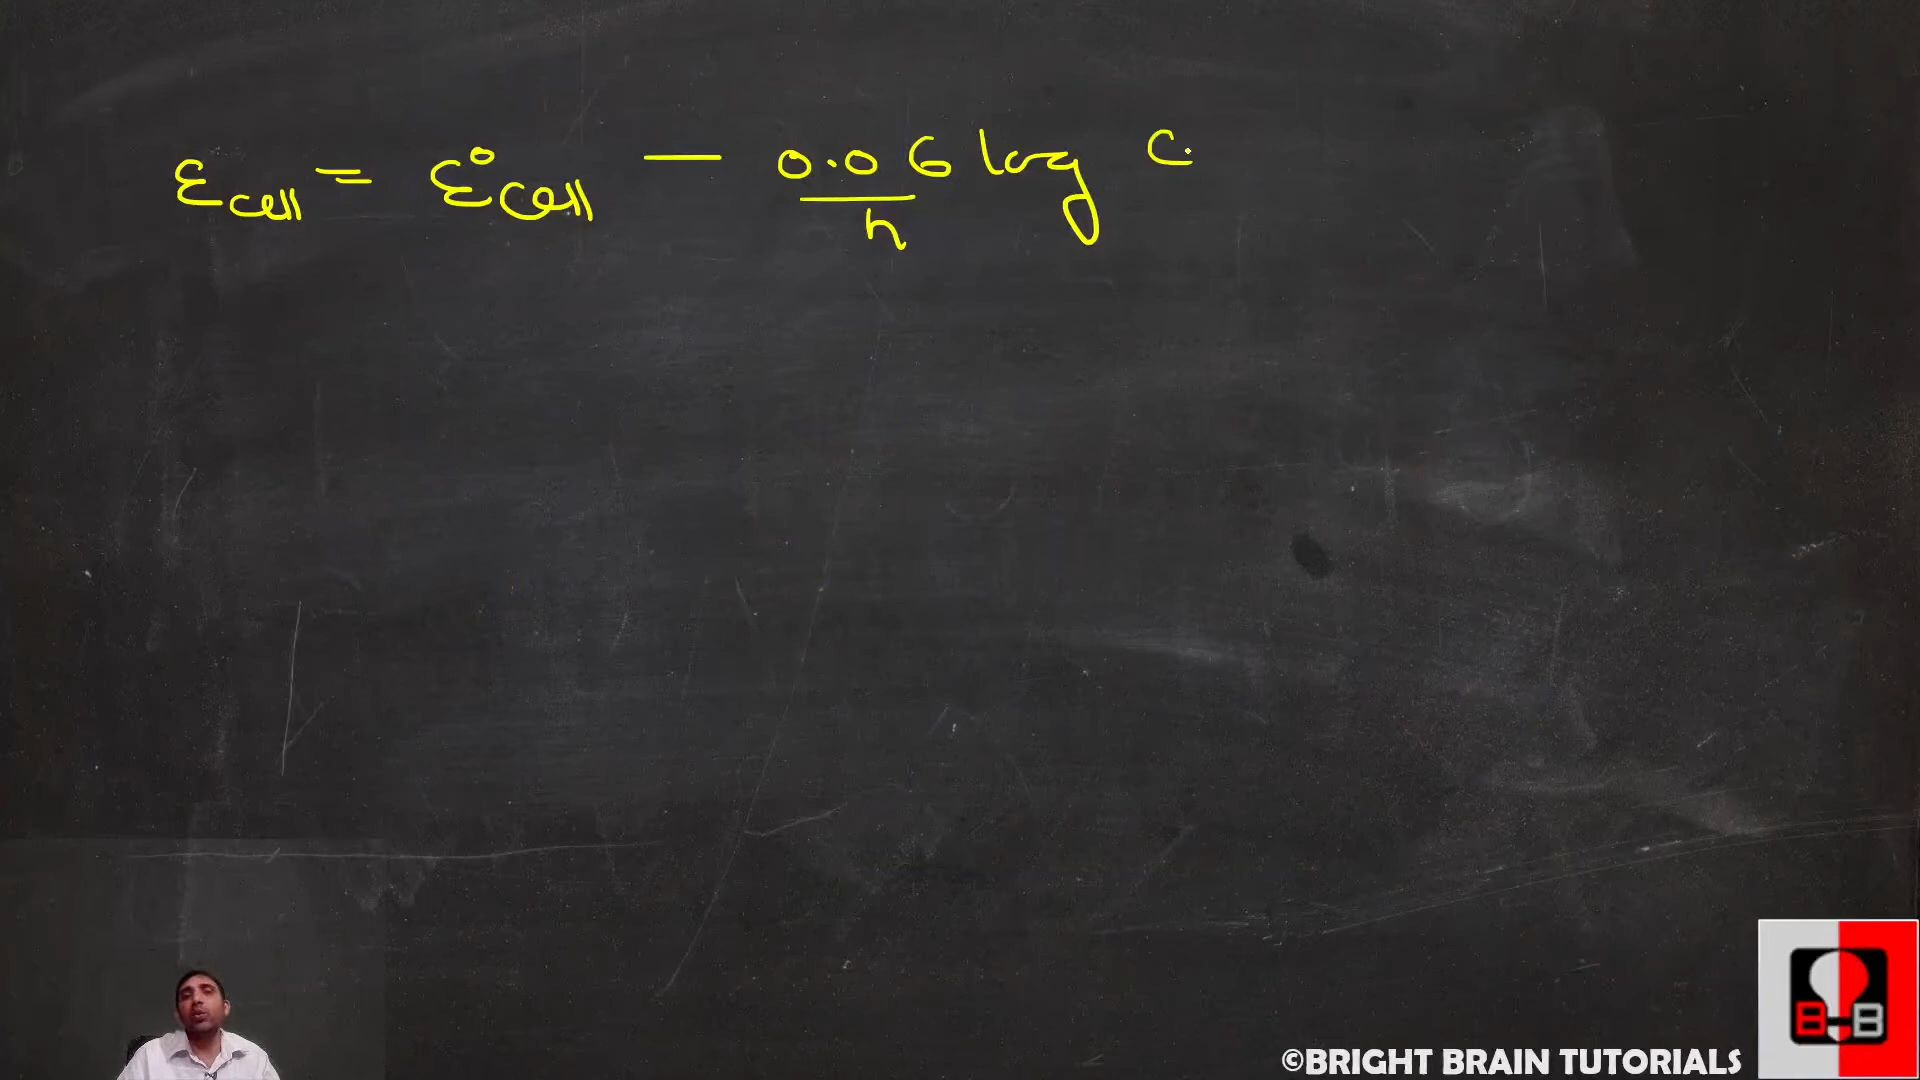 Ecell = E°cell — 0.06/n log C
B B
©BRIGHT BRAIN TUTORIALS